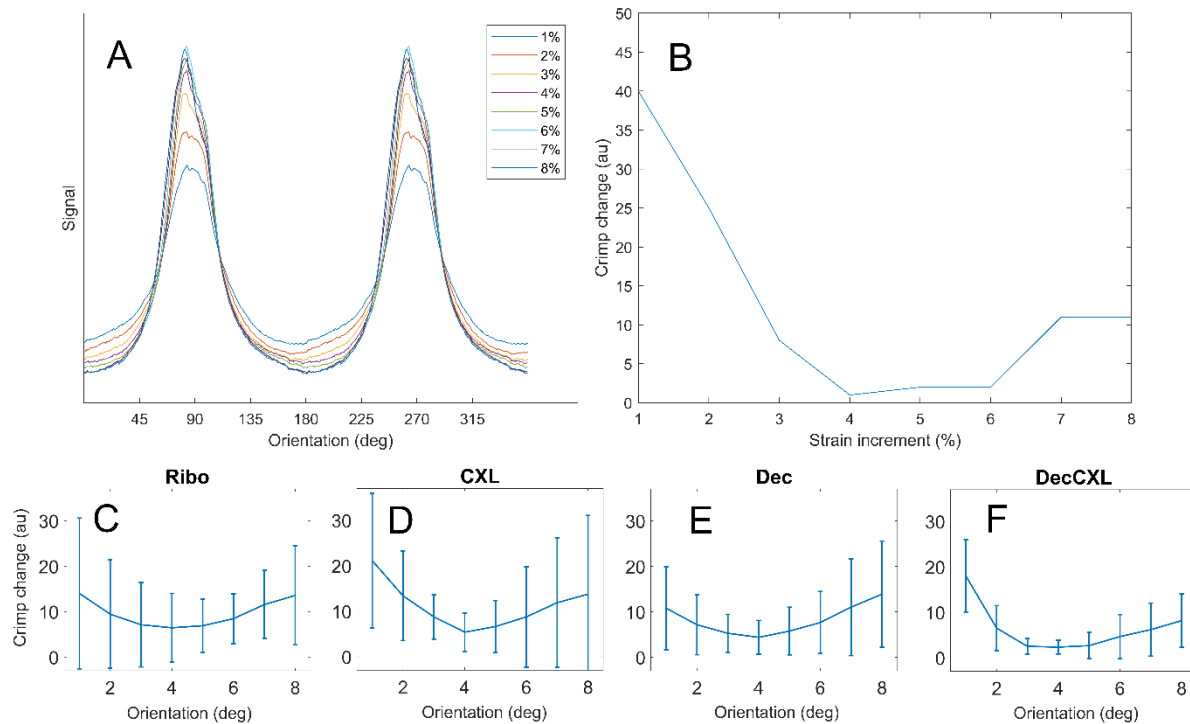 A
Signal
1%
2%
3%
4%
5%
6%
7%
8%
45 90 135 180 225 270 315
Orientation (deg)
B
Crimp change (au)
50
45
40
35
30
25
20
15
10
5
0
1 2 3 4 5 6 7 8
Strain increment (%)
Ribo
C
Crimp change (au)
30
20
10
0
2 4 6 8
Orientation (deg)
CXL
D
30
20
10
0
2 4 6 8
Orientation (deg)
Dec
E
30
20
10
0
2 4 6 8
Orientation (deg)
DecCXL
F
30
20
10
0
2 4 6 8
Orientation (deg)